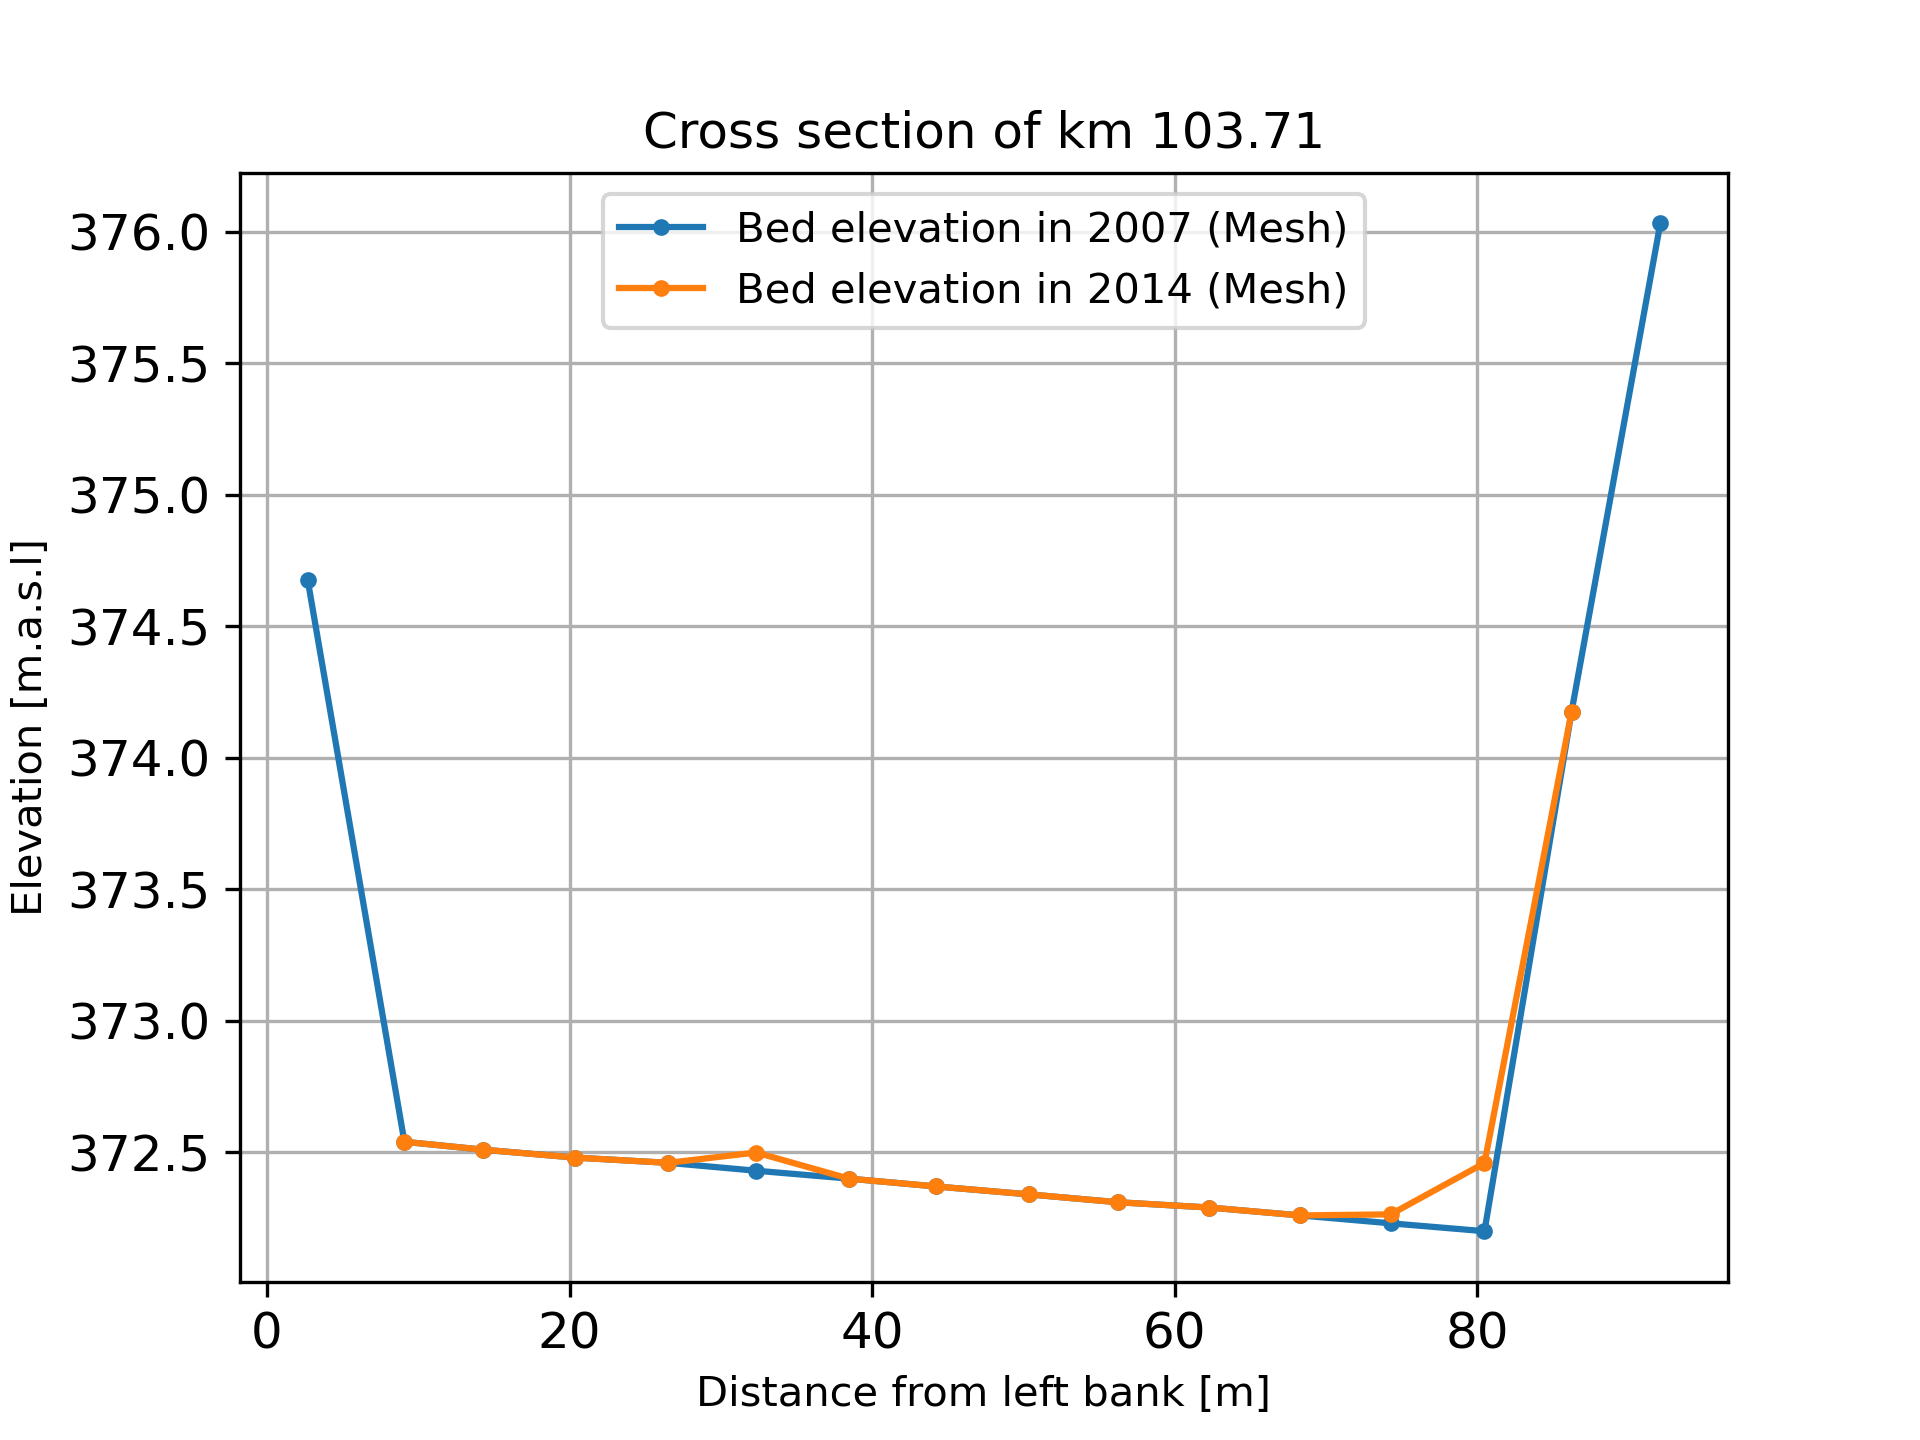 Cross section of km 103.71
Bed elevation in 2007 (Mesh)
Bed elevation in 2014 (Mesh)
376.0
375.5
375.0
374.5
374.0
373.5
373.0
372.5
Elevation [m.a.s.l]
0 20 40 60 80
Distance from left bank [m]